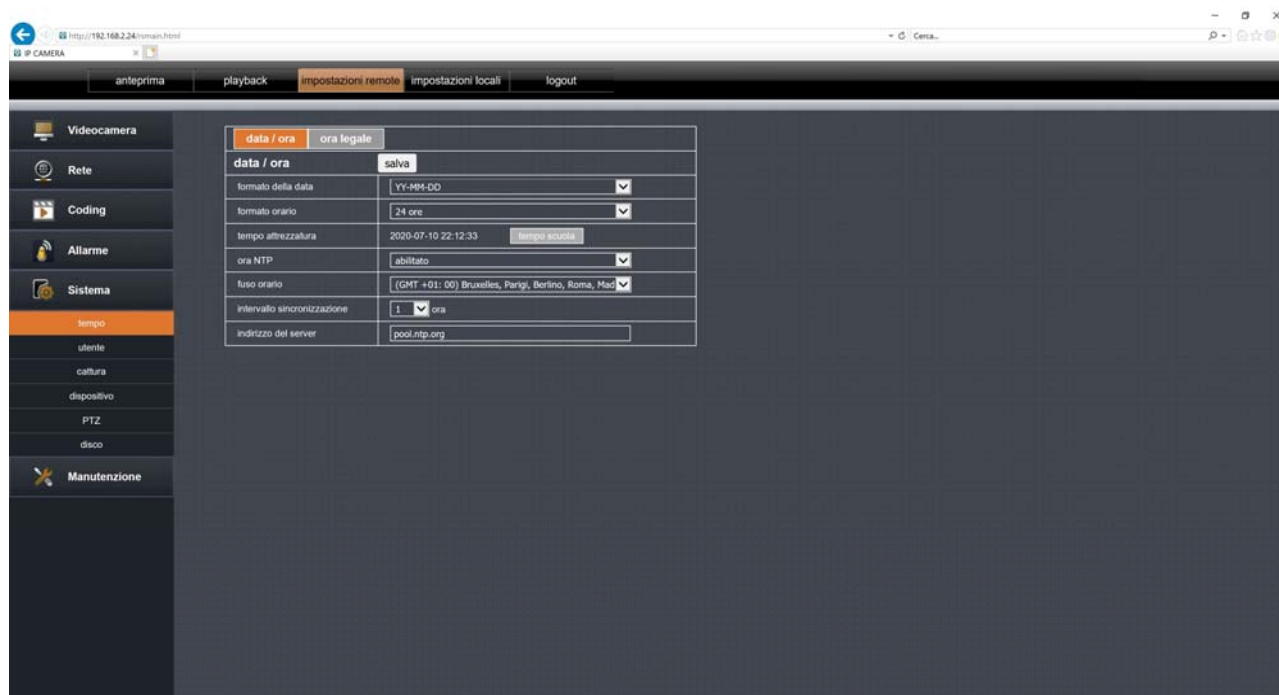 http://192.168.2.24/rsmain.html
Cerca...
IP CAMERA
anteprima playback impostazioni remote impostazioni locali logout
Videocamera
Rete
Coding
Allarme
Sistema
tempo
utente
cattura
dispositivo
PTZ
disco
Manutenzione
data / ora ora legale
data / ora salva
formato della data YY-MM-DD
formato orario 24 ore
tempo attrezzatura 2020-07-10 22:12:33 tempo scuola
ora NTP abilitato
fuso orario (GMT +01: 00) Bruxelles, Parigi, Berlino, Roma, Mad
intervallo sincronizzazione 1 ora
indirizzo del server pool.ntp.org